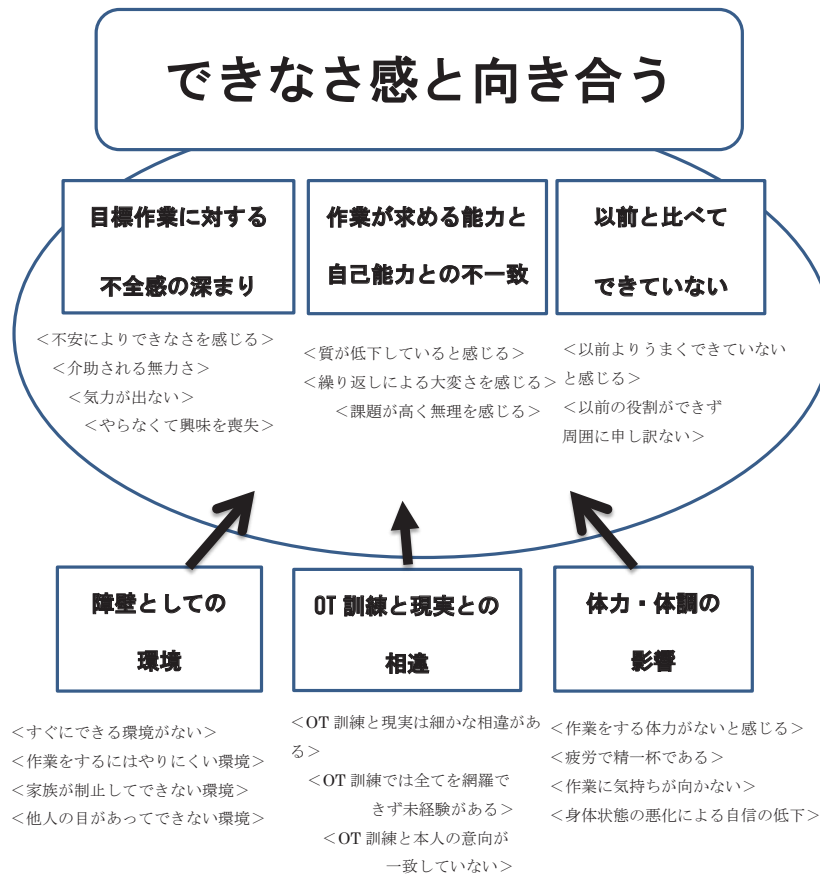 できなさ感と向き合う
目標作業に対する
不全感の深まり
＜不安によりできなさを感じる＞
＜介助される無力さ＞
＜気力が出ない＞
＜やらなくて興味を喪失＞
作業が求める能力と
自己能力との不一致
＜質が低下していると感じる＞
＜繰り返しによる大変さを感じる＞
＜課題が高く無理を感じる＞
以前と比べて
できていない
＜以前よりうまくできていない
と感じる＞
＜以前の役割ができず
周囲に申し訳ない＞
障壁としての
環境
＜すぐにできる環境がない＞
＜作業をするにはやりにくい環境＞
＜家族が制止してできない環境＞
＜他人の目があってできない環境＞
OT 訓練と現実との
相違
＜OT 訓練と現実は細かな相違があ
る＞
＜OT 訓練では全てを網羅で
きず未経験がある＞
＜OT 訓練と本人の意向が
一致していない＞
体力・体調の
影響
＜作業をする体力がないと感じる＞
＜疲労で精一杯である＞
＜作業に気持ちが向かない＞
＜身体状態の悪化による自信の低下＞